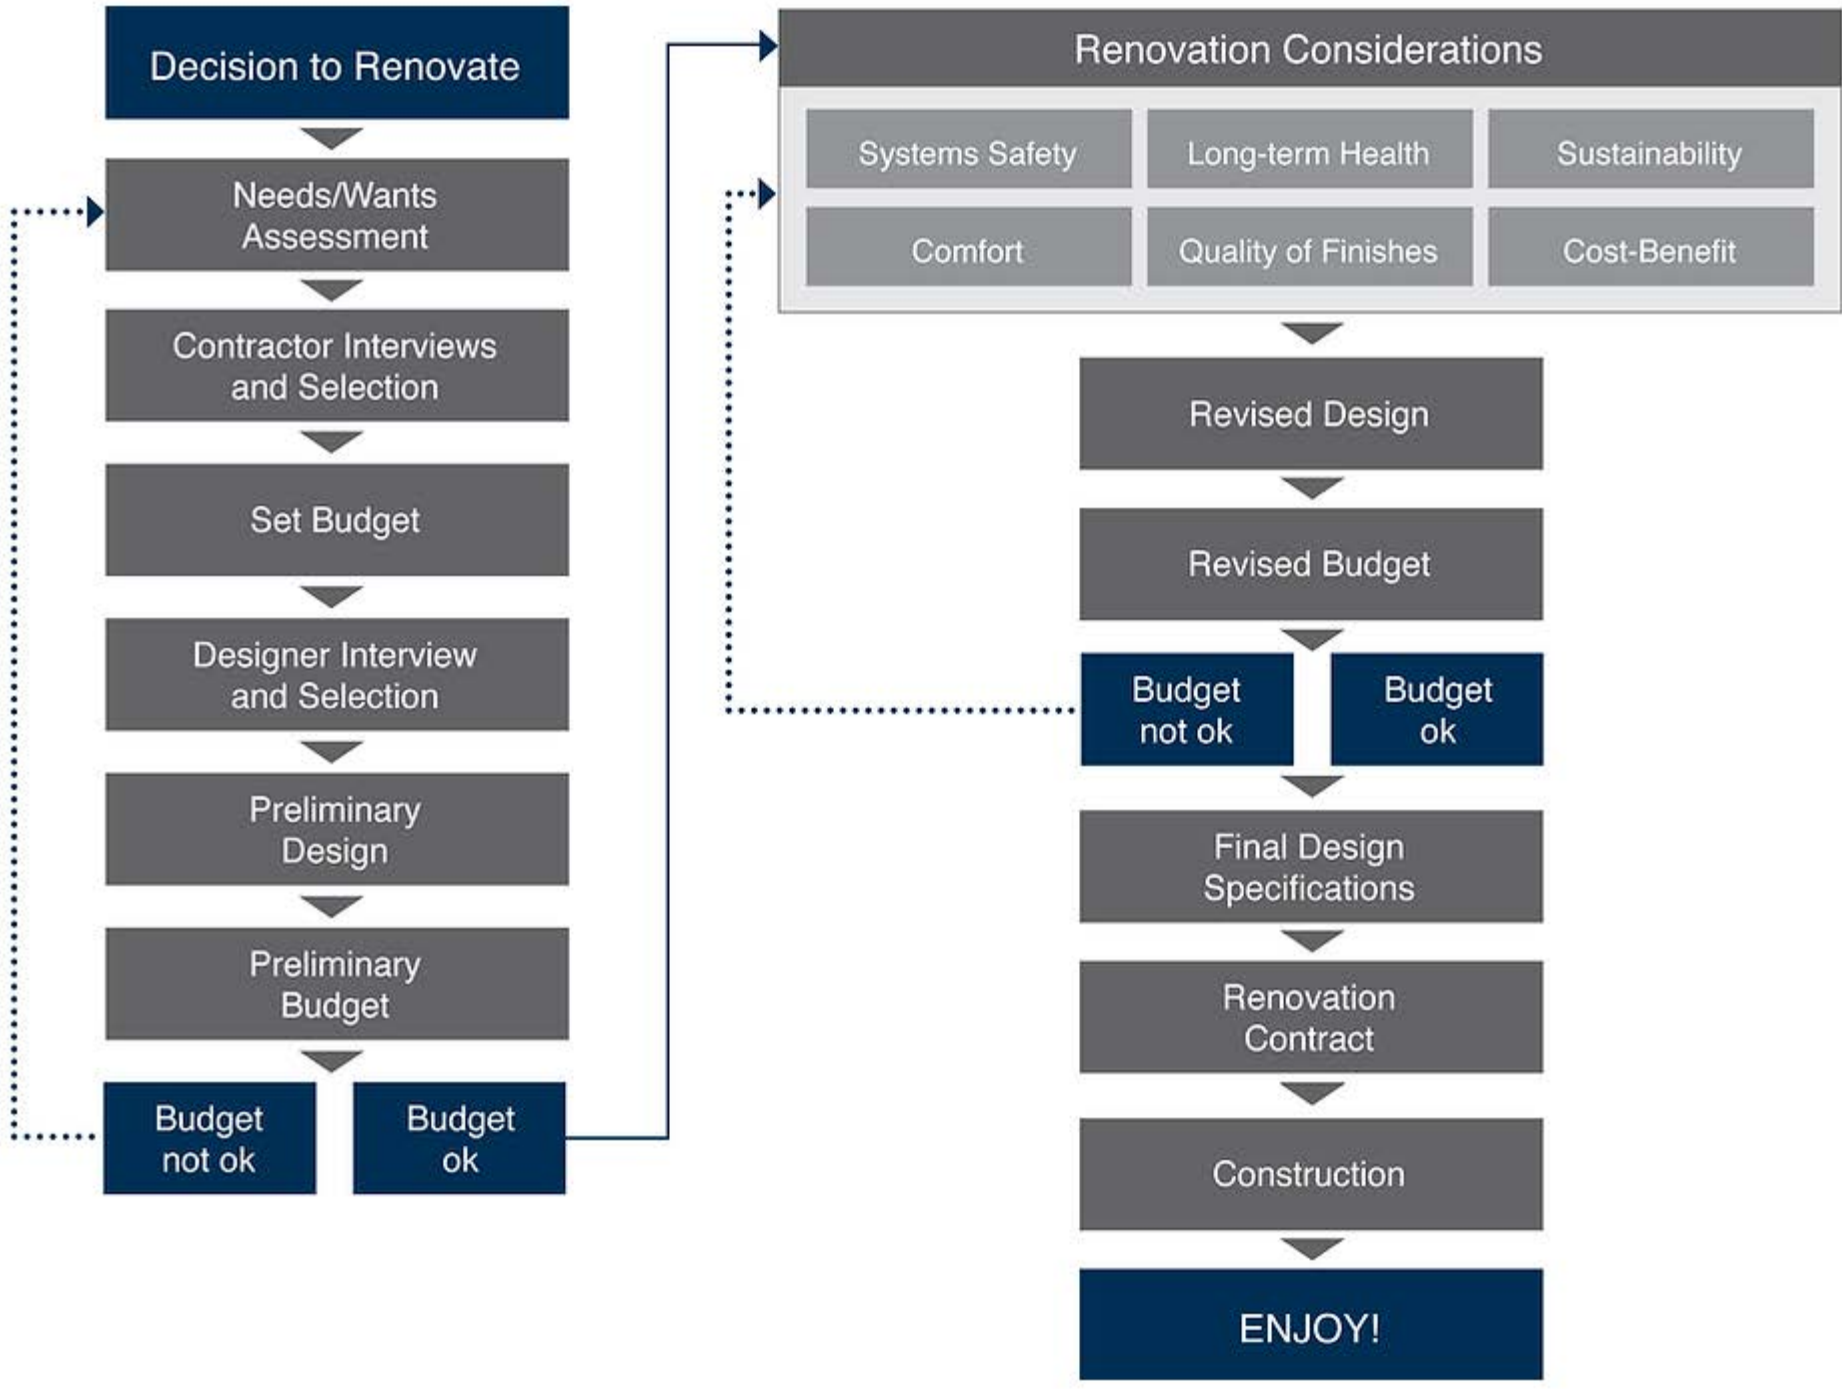 Decision to Renovate
Needs/Wants
Assessment
Contractor Interviews
and Selection
Set Budget
Designer Interview
and Selection
Preliminary
Design
Preliminary
Budget
Budget
not ok
Budget
ok
Renovation Considerations
Systems Safety
Long-term Health
Sustainability
Comfort
Quality of Finishes
Cost-Benefit
Revised Design
Revised Budget
Budget
not ok
Budget
ok
Final Design
Specifications
Renovation
Contract
Construction
ENJOY!